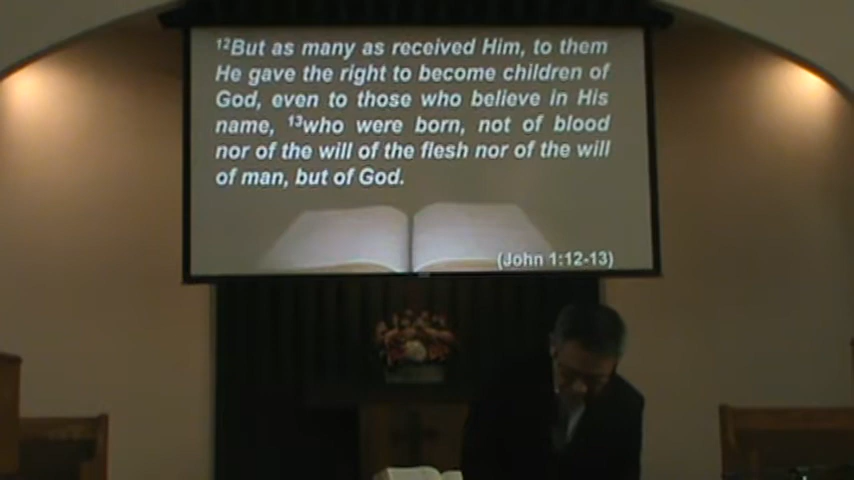 ¹²But as many as received Him, to them
He gave the right to become children of
God, even to those who believe in His
name, ¹³who were born, not of blood
nor of the will of the flesh nor of the will
of man, but of God.
(John 1:12-13)